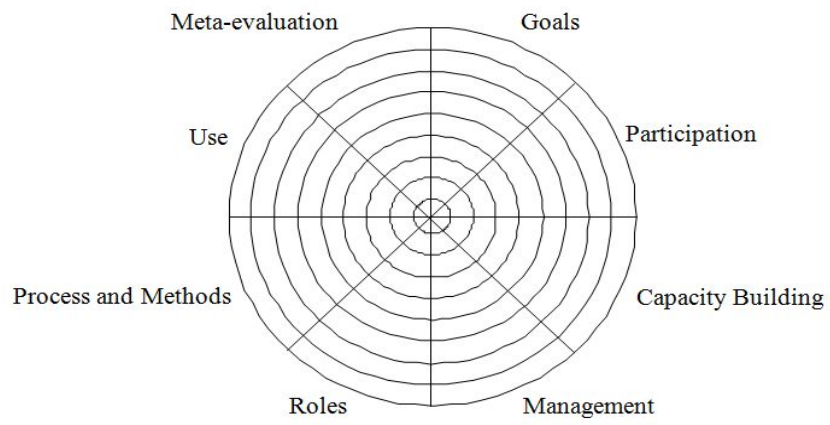 Meta-evaluation
Goals
Use
Participation
Process and Methods
Capacity Building
Roles
Management